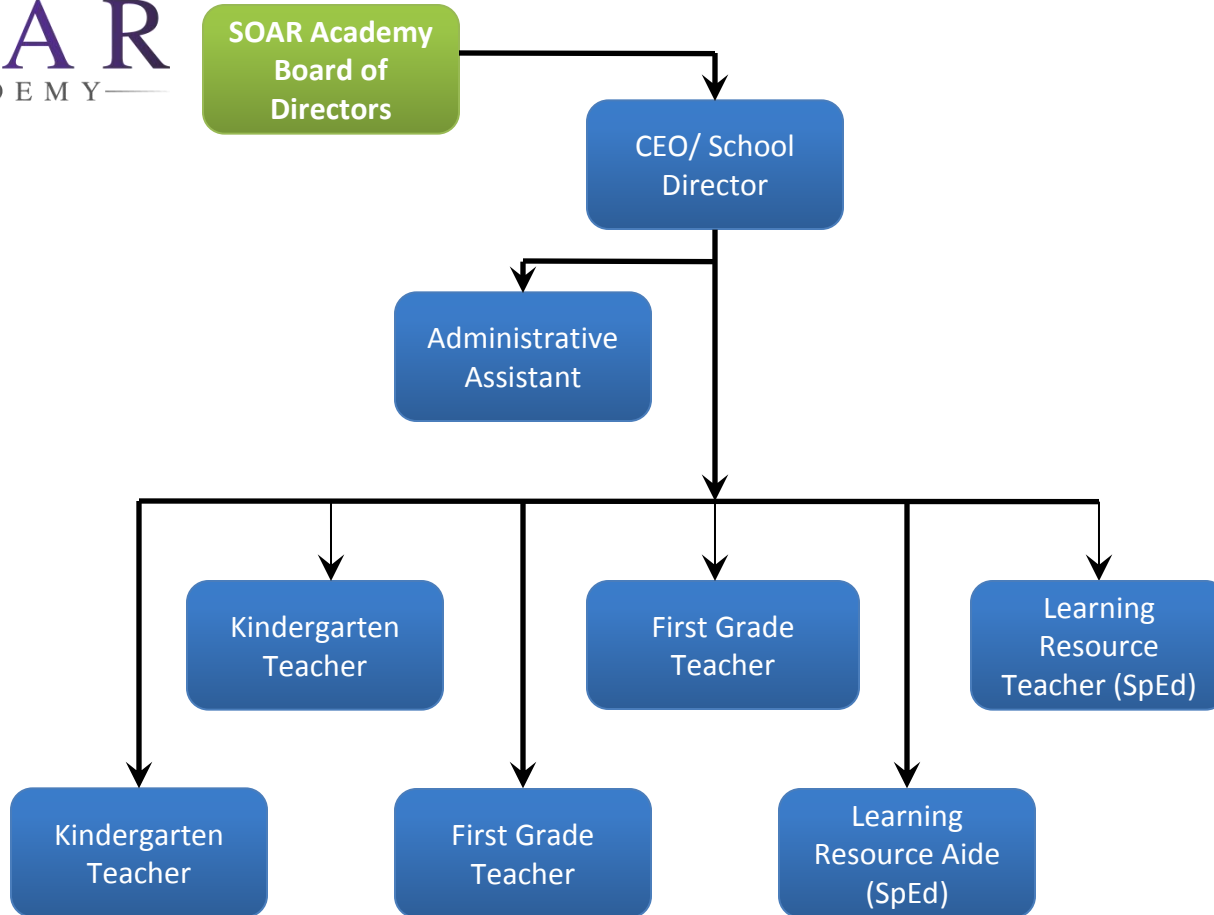 A R
D E M Y
SOAR Academy
Board of
Directors
CEO/ School
Director
Administrative
Assistant
Kindergarten
Teacher
First Grade
Teacher
Learning
Resource
Teacher (SpEd)
Kindergarten
Teacher
First Grade
Teacher
Learning
Resource Aide
(SpEd)